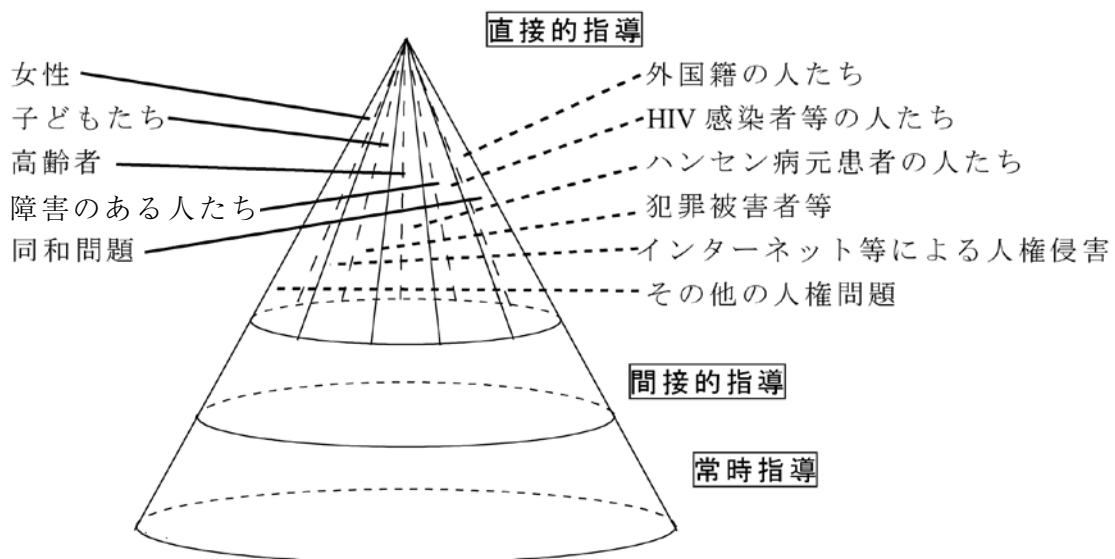 直接的指導
女性
子どもたち
高齢者
障害のある人たち
同和問題
外国籍の人たち
HIV 感染者等の人たち
ハンセン病元患者の人たち
犯罪被害者等
インターネット等による人権侵害
その他の人権問題
間接的指導
常時指導